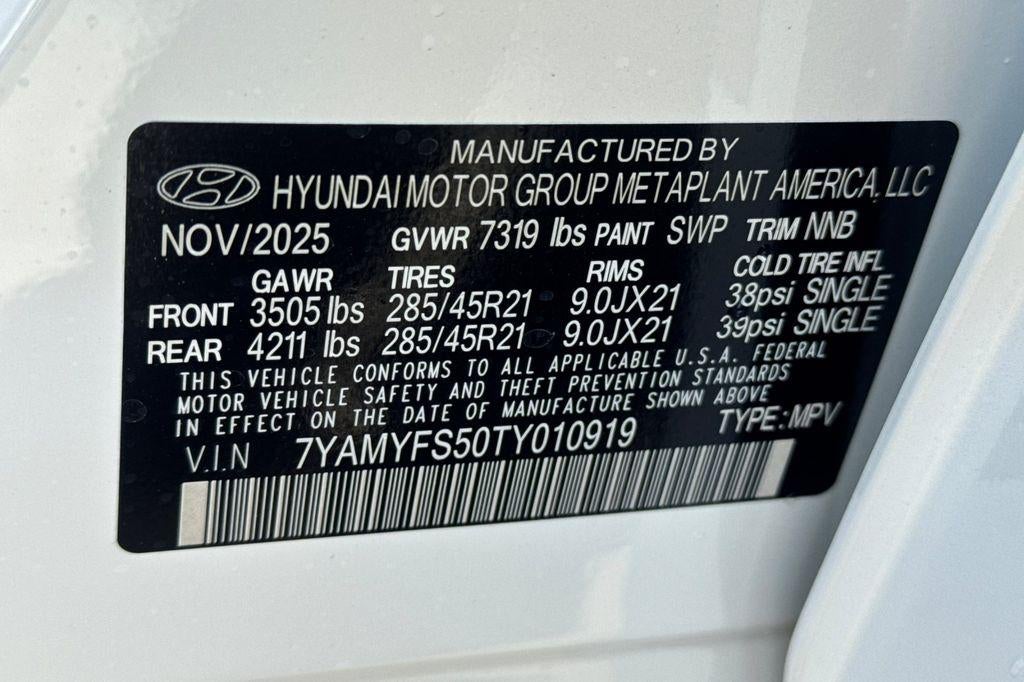 MANUFACTURED BY
HYUNDAI MOTOR GROUP METAPLANT AMERICA, LLC
NOV/2025 GVWR 7319 lbs PAINT SWP TRIM NNB
GAWR TIRES RIMS COLD TIRE INFL
FRONT 3505 lbs 285/45R21 9.0JX21 38psi SINGLE
REAR 4211 lbs 285/45R21 9.0JX21 39psi SINGLE
THIS VEHICLE CONFORMS TO ALL APPLICABLE U.S.A. FEDERAL
MOTOR VEHICLE SAFETY AND THEFT PREVENTION STANDARDS
IN EFFECT ON THE DATE OF MANUFACTURE SHOWN ABOVE
V.I.N 7YAMYFS50TY010919 TYPE:MPV